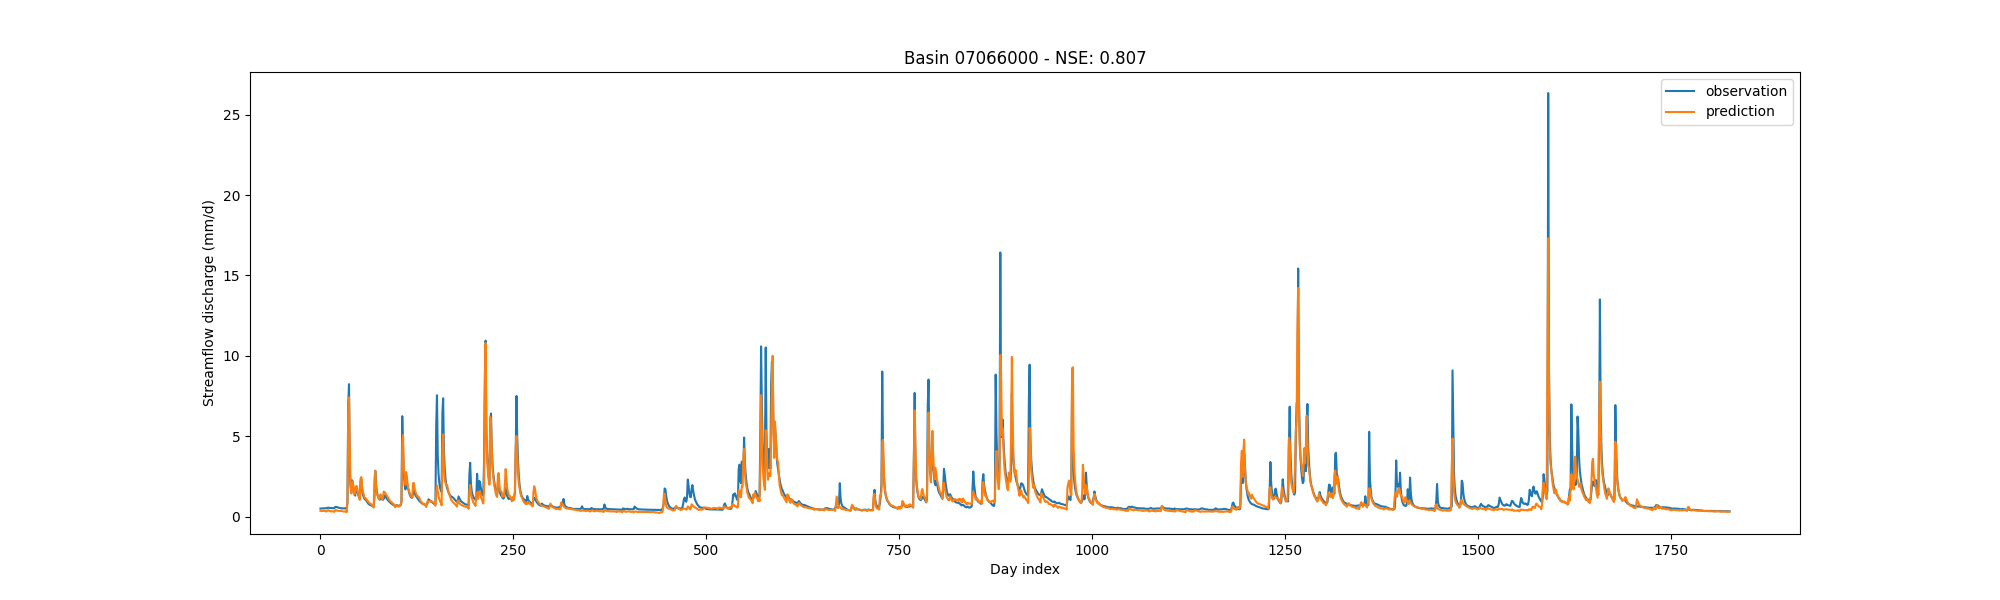 Basin 07066000 - NSE: 0.807
observation
prediction
Streamflow discharge (mm/d)
25
20
15
10
5
0
0 250 500 750 1000 1250 1500 1750
Day index